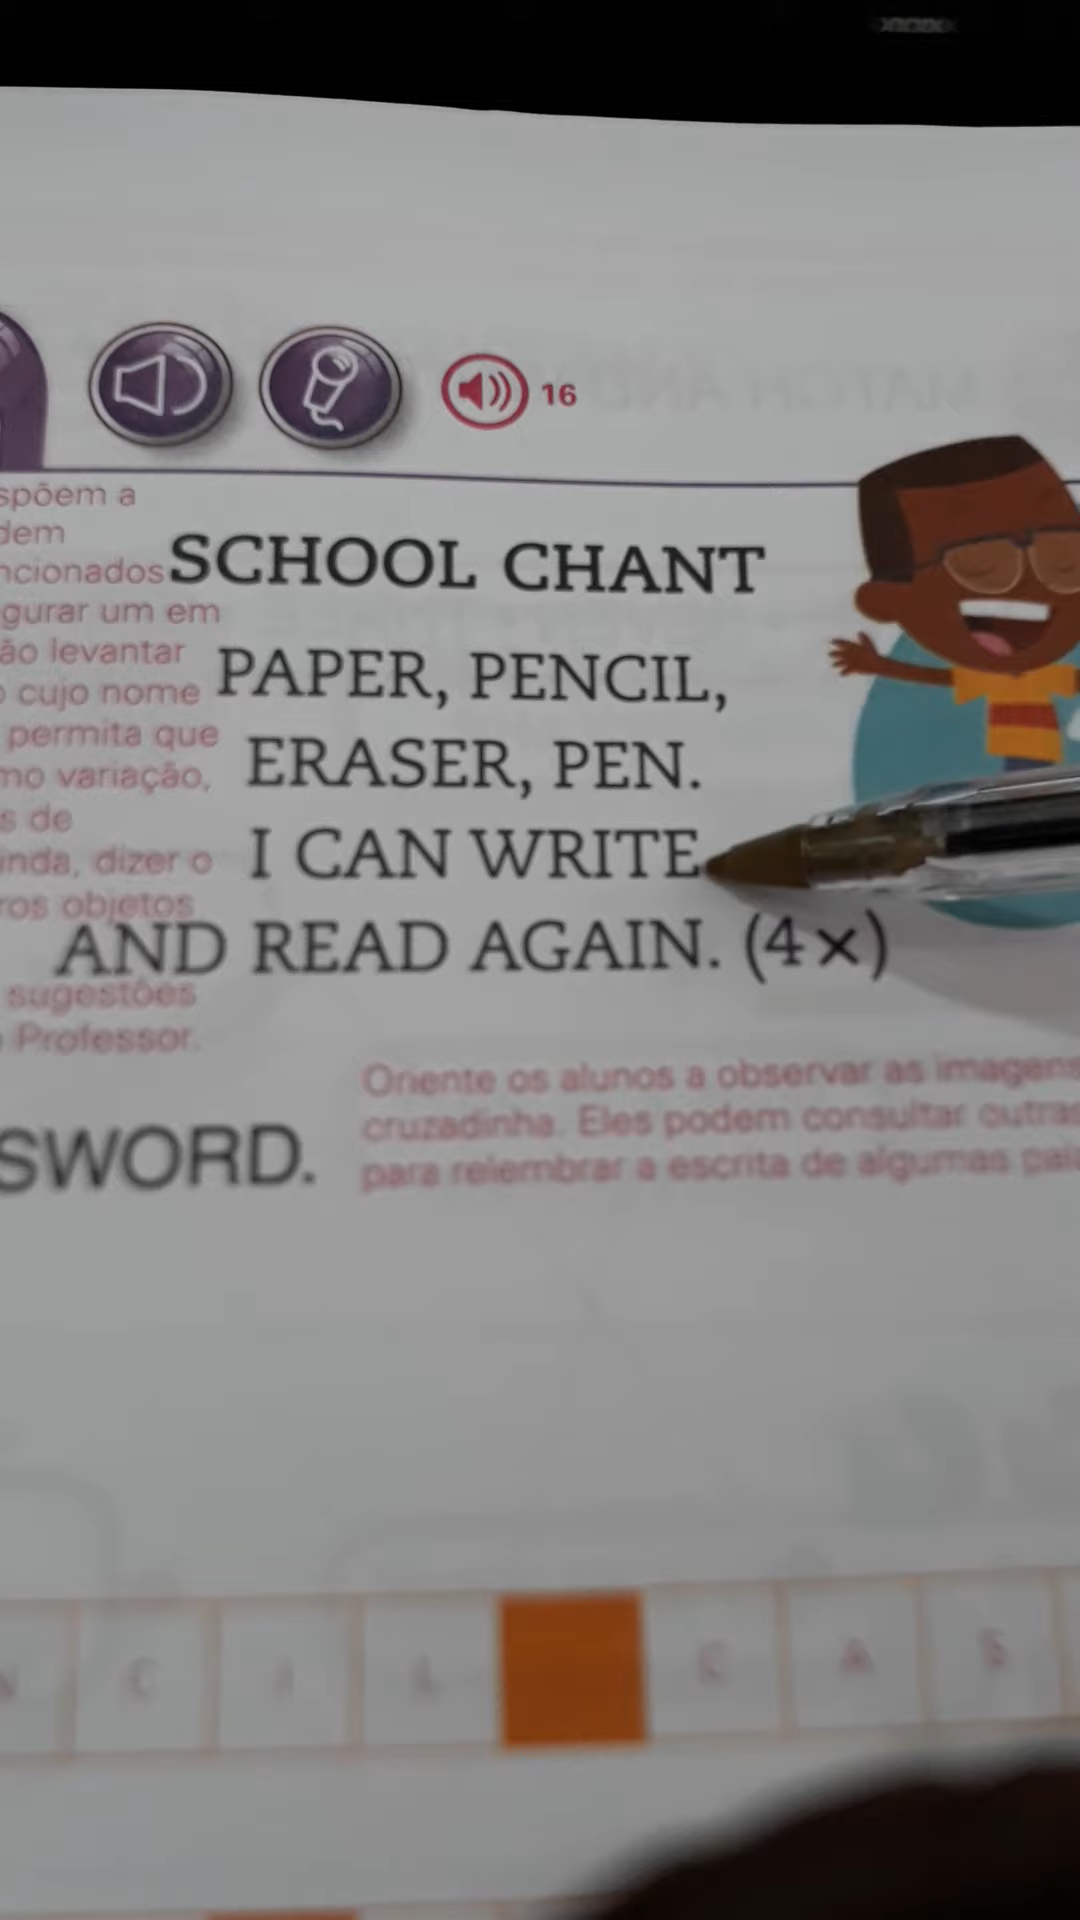 16
spõem a
dem
ncionados
gurar um em
ão levantar
cujo nome
permita que
mo variação,
s de
inda, dizer o
ros objetos
sugestões
Professor.
SCHOOL CHANT
PAPER, PENCIL,
ERASER, PEN.
I CAN WRITE
AND READ AGAIN. (4×)
SWORD.
Oriente os alunos a observar as imagens
cruzadinha. Eles podem consultar outras
para relembrar a escrita de algumas pala
C I L C A S